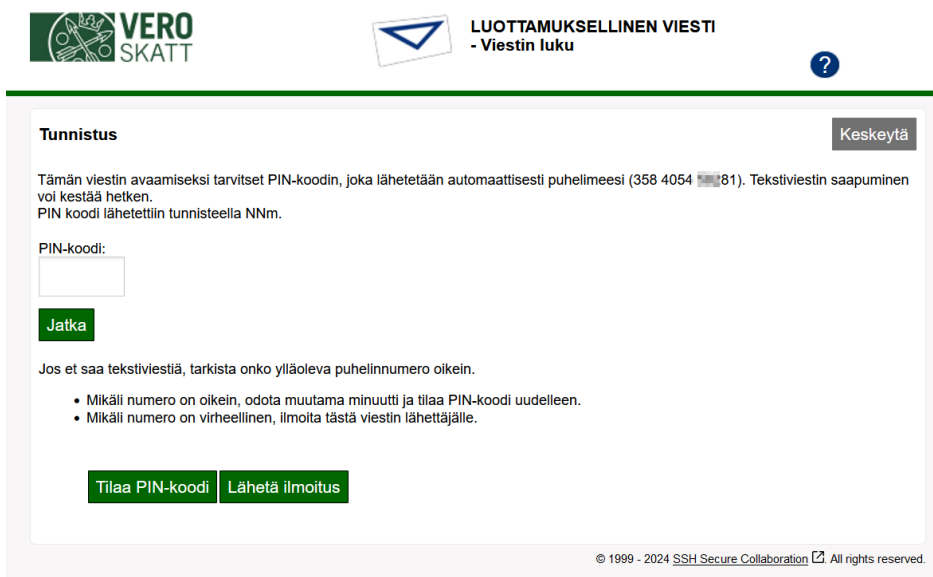 VERO
SKATT
LUOTTAMUKSELLINEN VIESTI
- Viestin luku
?
Tunnistus
Keskeytä
Tämän viestin avaamiseksi tarvitset PIN-koodin, joka lähetetään automaattisesti puhelimeesi (358 4054 81). Tekstiviestin saapuminen
voi kestää hetken.
PIN koodi lähetettiin tunnisteella NNm.
PIN-koodi:
Jatka
Jos et saa tekstiviestiä, tarkista onko ylläoleva puhelinnumero oikein.
• Mikäli numero on oikein, odota muutama minuutti ja tilaa PIN-koodi uudelleen.
• Mikäli numero on virheellinen, ilmoita tästä viestin lähettäjälle.
Tilaa PIN-koodi Lähetä ilmoitus
© 1999 - 2024 SSH Secure Collaboration. All rights reserved.